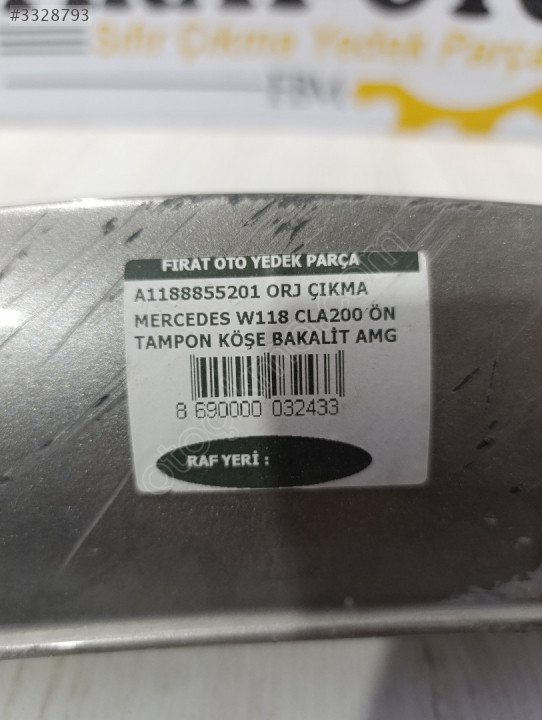 #3328793
Sıfır Çıkma Yedek Parça
FIRAT OTO YEDEK PARÇA
A1188855201 ORJ ÇIKMA
MERCEDES W118 CLA200 ÖN
TAMPON KÖŞE BAKALİT AMG
8 690000 032433
RAF YERİ :